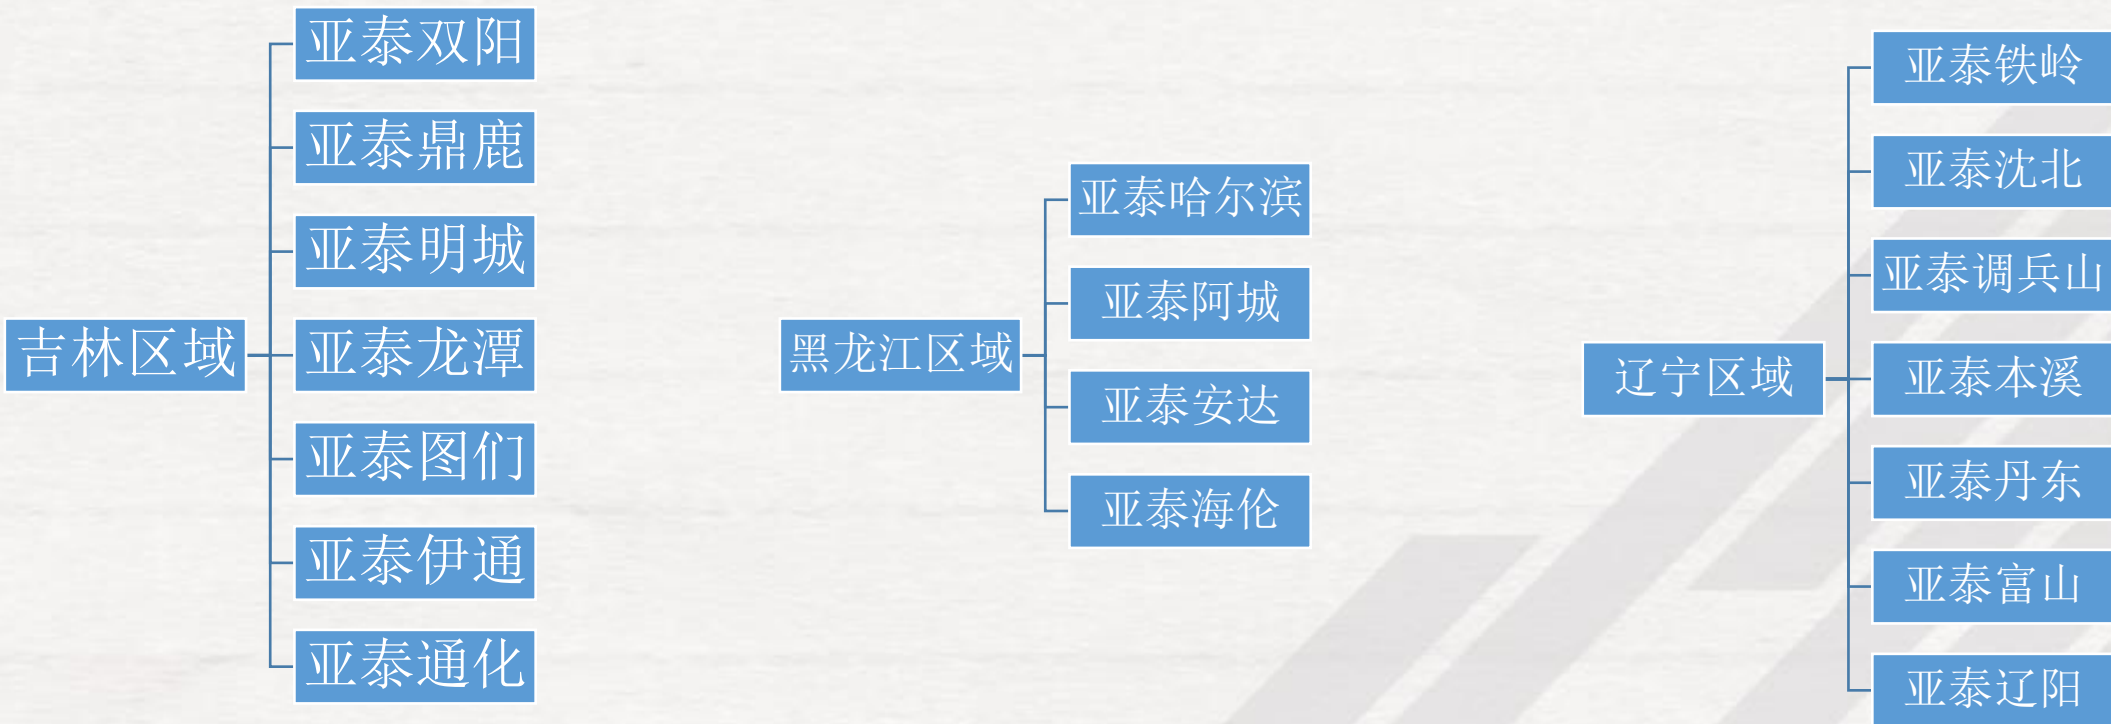 吉林区域
亚泰双阳
亚泰鼎鹿
亚泰明城
亚泰龙潭
亚泰图们
亚泰伊通
亚泰通化
黑龙江区域
亚泰哈尔滨
亚泰阿城
亚泰安达
亚泰海伦
辽宁区域
亚泰铁岭
亚泰沈北
亚泰调兵山
亚泰本溪
亚泰丹东
亚泰富山
亚泰辽阳